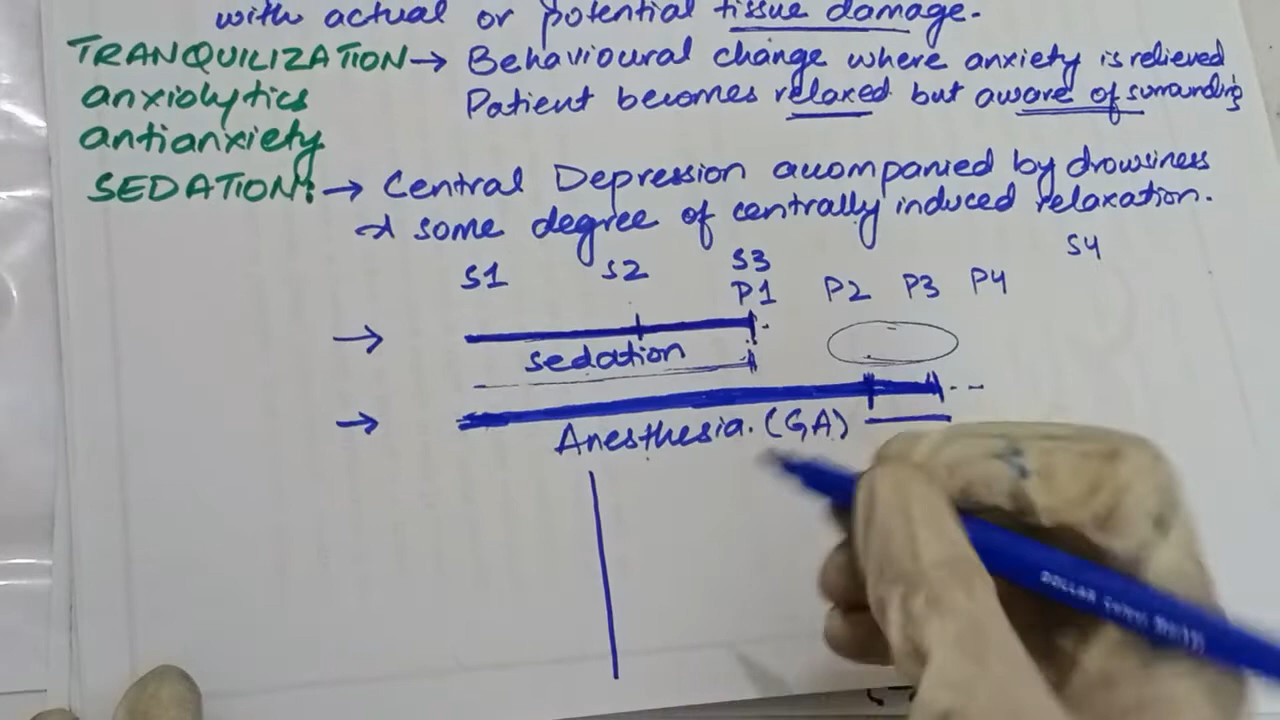 with actual or potential tissue damage.
TRANQUILIZATION → Behavioural change where anxiety is relieved
anxiolytics Patient becomes relaxed but aware of surrounding
antianxiety
SEDATION: → Central Depression accompanied by drowsiness
some degree of centrally induced relaxation.
S1 S2 S3 S4
P1 P2 P3 P4
→ sedation
→ Anesthesia. (GA)
DOLLAR